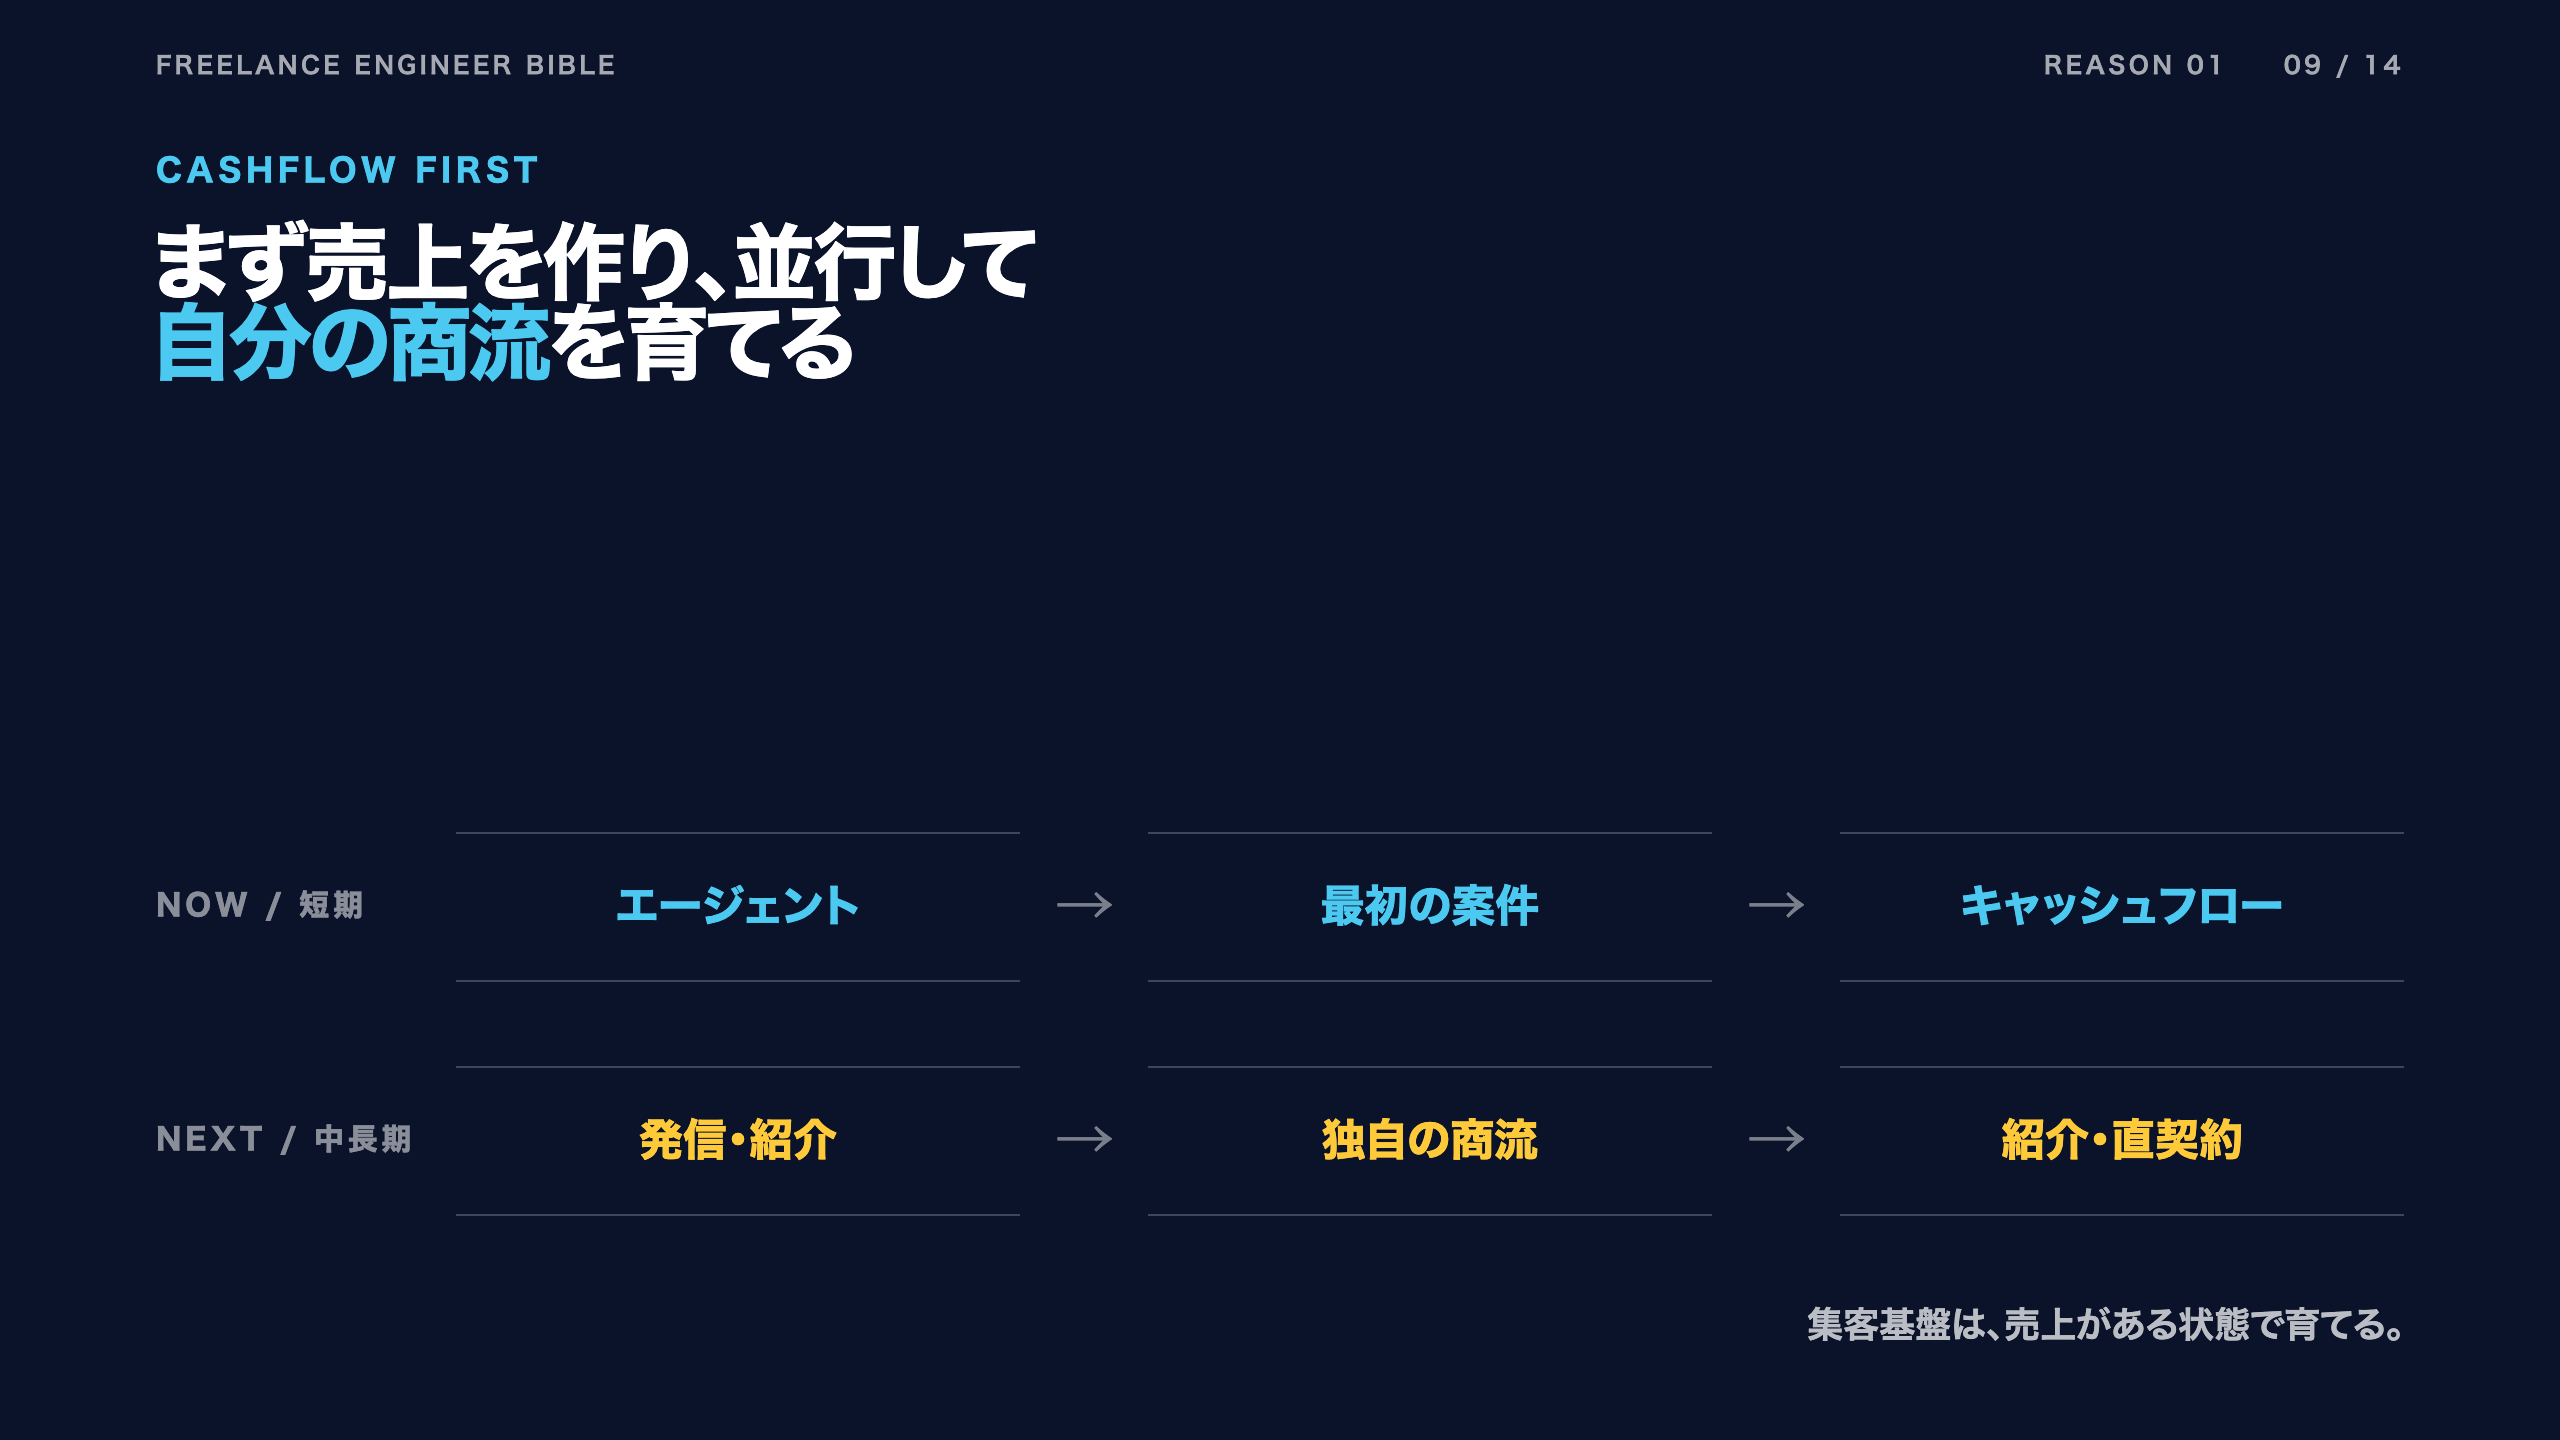 FREELANCE ENGINEER BIBLE
REASON 01 09 / 14
CASHFLOW FIRST
まず売上を作り、並行して
自分の商流を育てる
NOW / 短期 エージェント → 最初の案件 → キャッシュフロー
NEXT / 中長期 発信・紹介 → 独自の商流 → 紹介・直契約
集客基盤は、売上がある状態で育てる。